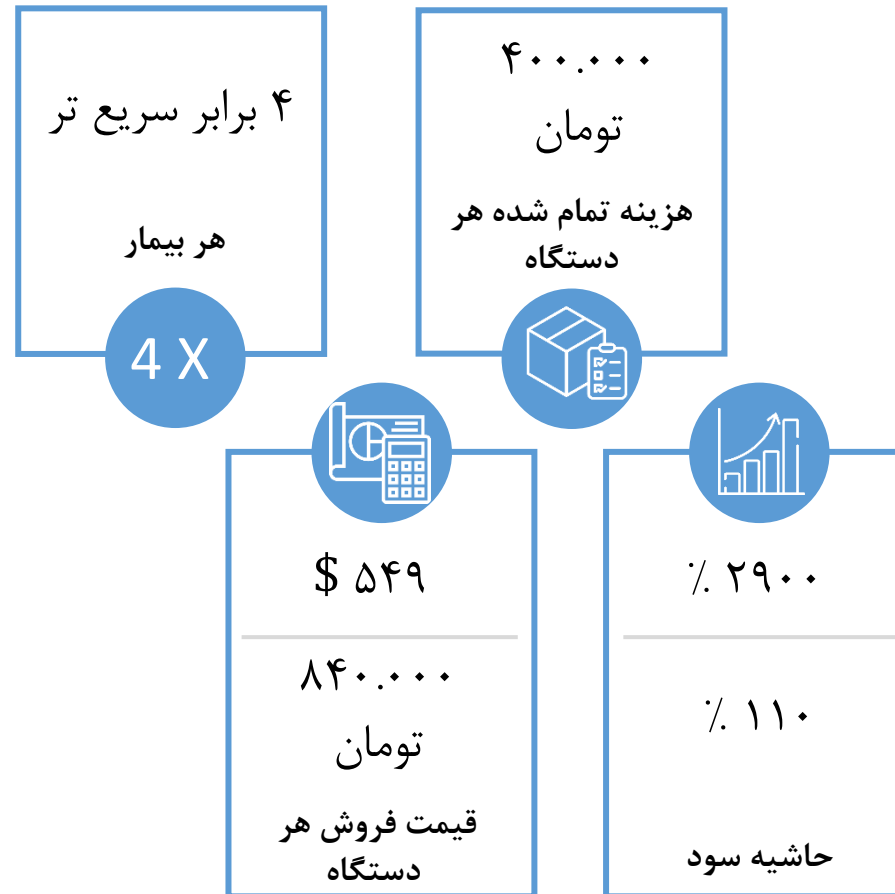 ۴ برابر سریع تر
هر بیمار
4 X
۴۰۰.۰۰۰
تومان
هزینه تمام شده هر
دستگاه
$ ۵۴۹
۸۴۰.۰۰۰
تومان
قیمت فروش هر
دستگاه
٪ ۲۹۰۰
٪ ۱۱۰
حاشیه سود